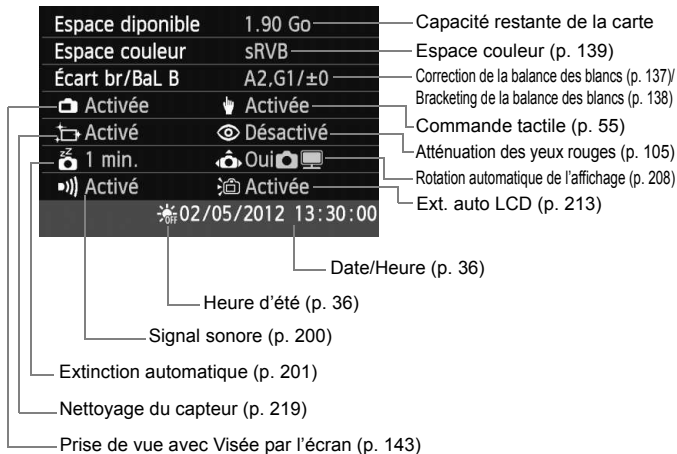 Espace diponible 1.90 Go Capacité restante de la carte
Espace couleur sRVB Espace couleur (p. 139)
Écart br/BaL B A2,G1/±0 Correction de la balance des blancs (p. 137)/
Bracketing de la balance des blancs (p. 138)
Activée Activée Commande tactile (p. 55)
Activé Désactivé Atténuation des yeux rouges (p. 105)
zZ 1 min. Oui Rotation automatique de l'affichage (p. 208)
Activé Activée Ext. auto LCD (p. 213)
OFF 02/05/2012 13:30:00
Date/Heure (p. 36)
Heure d'été (p. 36)
Signal sonore (p. 200)
Extinction automatique (p. 201)
Nettoyage du capteur (p. 219)
Prise de vue avec Visée par l'écran (p. 143)